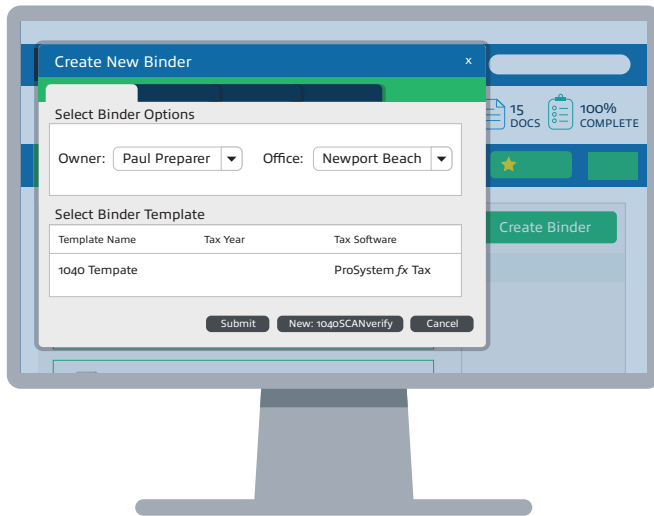 Create New Binder x
15 DOCS 100% COMPLETE
Select Binder Options
Owner: Paul Preparer Office: Newport Beach
Select Binder Template
Create Binder
Template Name Tax Year Tax Software
1040 Tempate ProSystem fx Tax
Submit New: 1040SCANverify Cancel